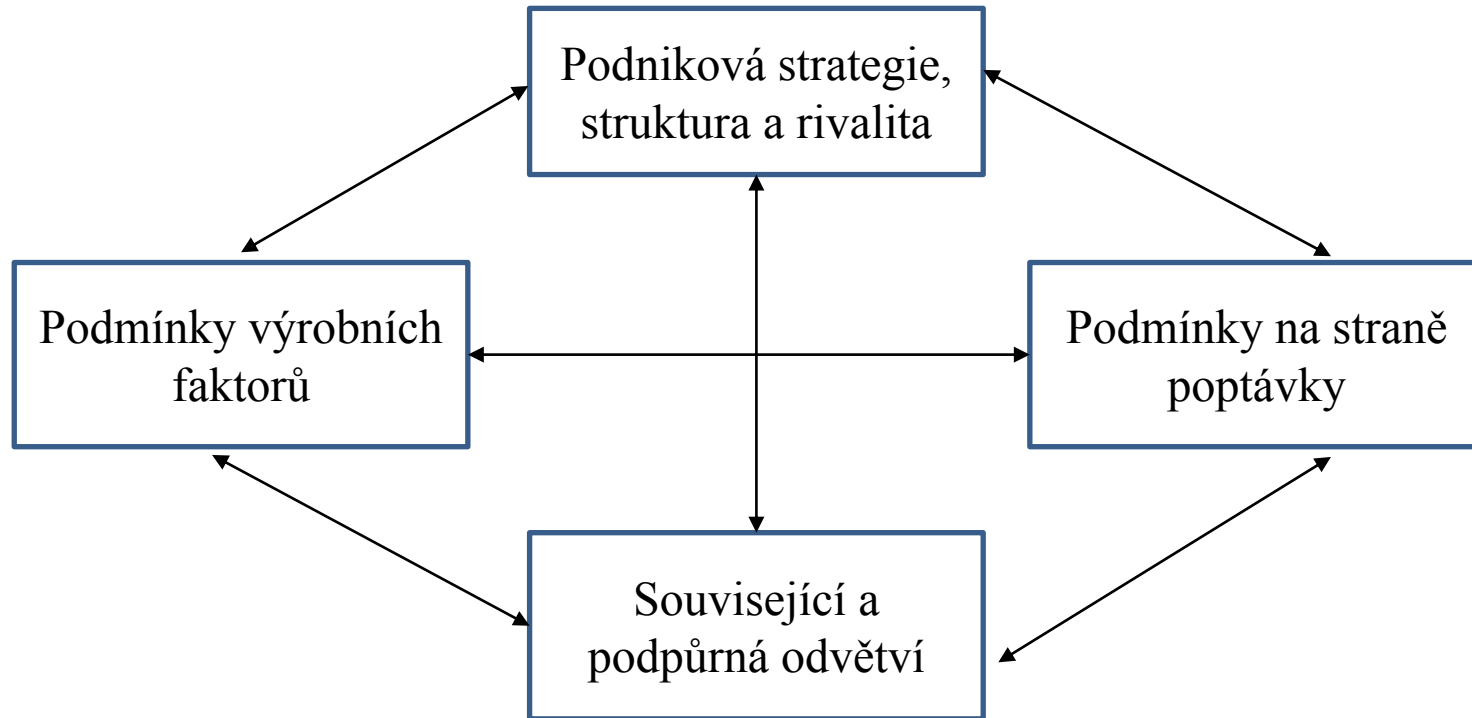 Podniková strategie,
struktura a rivalita
Podmínky výrobních
faktorů
Podmínky na straně
poptávky
Související a
podpůrná odvětví